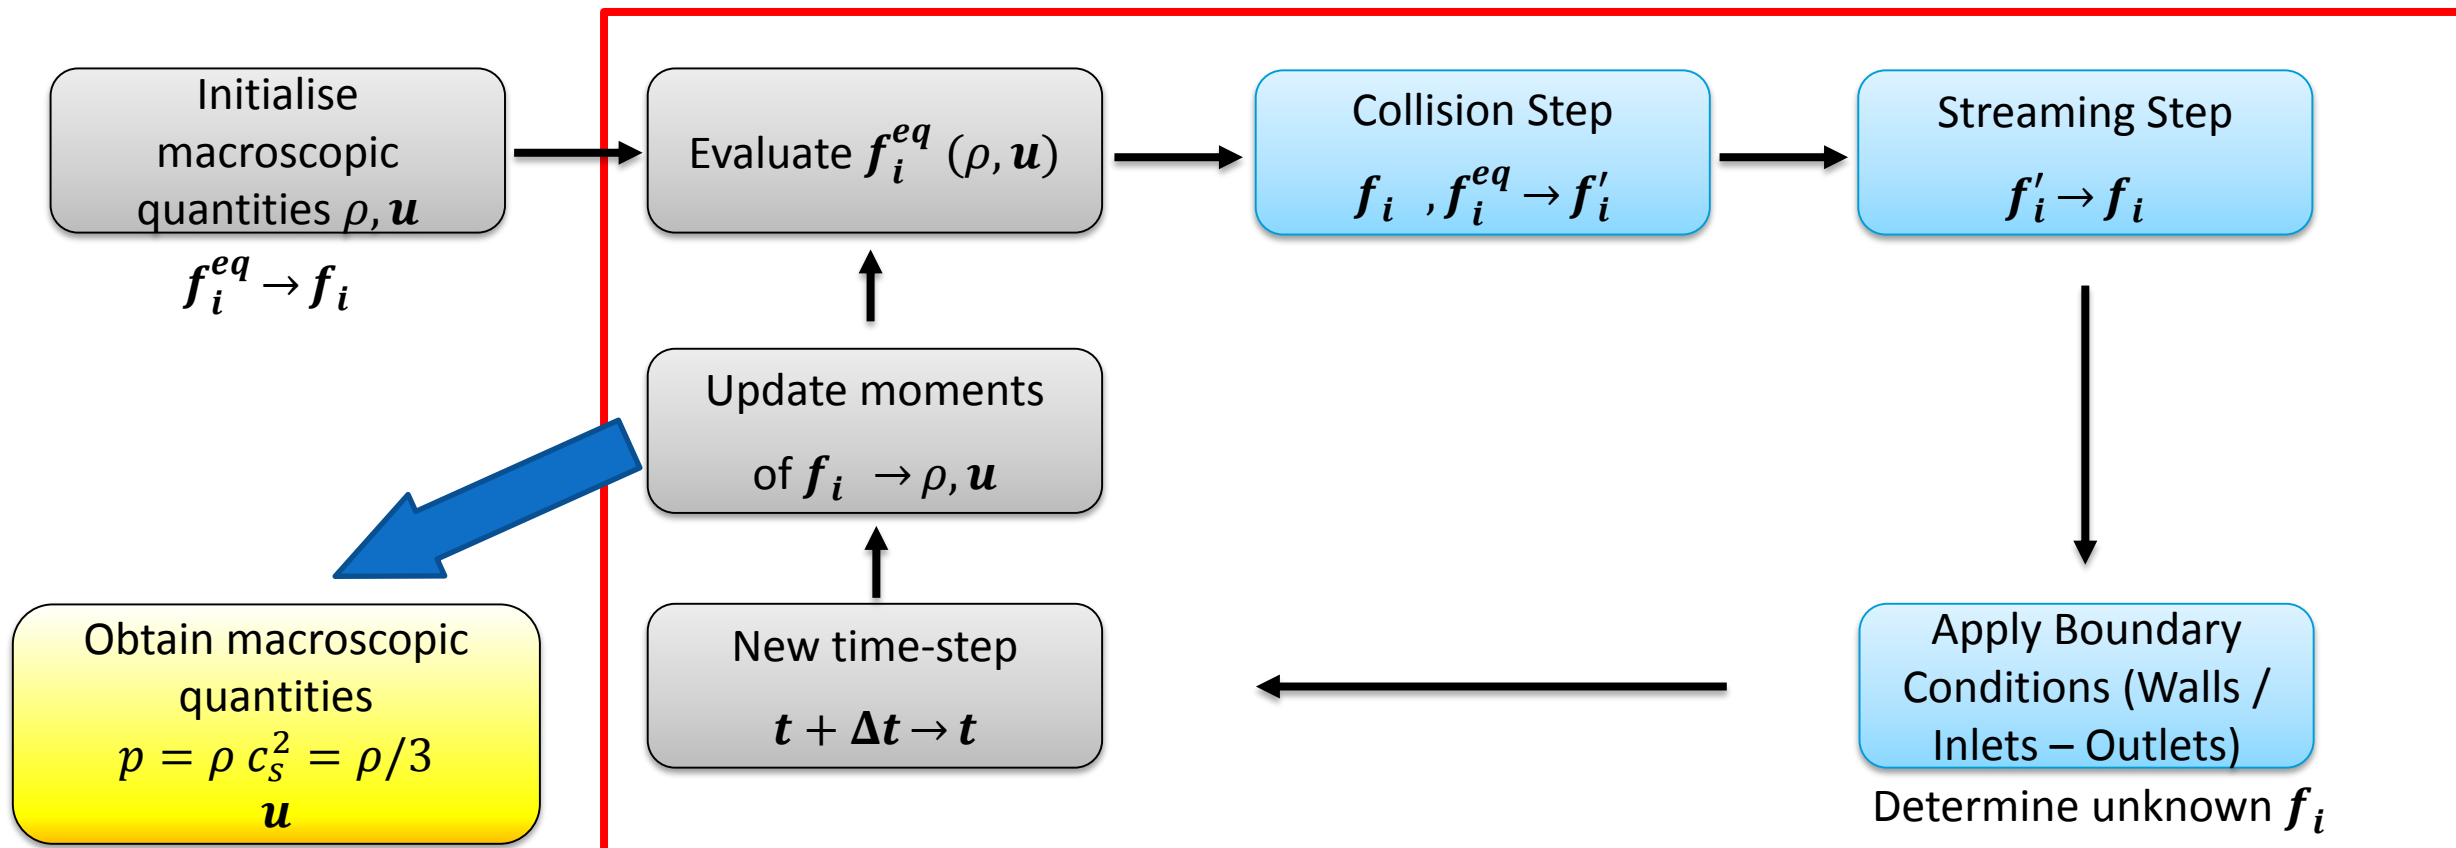 Initialise
macroscopic
quantities ρ, u
f_i^eq → f_i
Evaluate f_i^eq (ρ, u)
Collision Step
f_i , f_i^eq → f_i′
Streaming Step
f_i′ → f_i
Update moments
of f_i → ρ, u
Obtain macroscopic
quantities
p = ρ c_s^2 = ρ/3
u
New time-step
t + Δt → t
Apply Boundary
Conditions (Walls /
Inlets – Outlets)
Determine unknown f_i